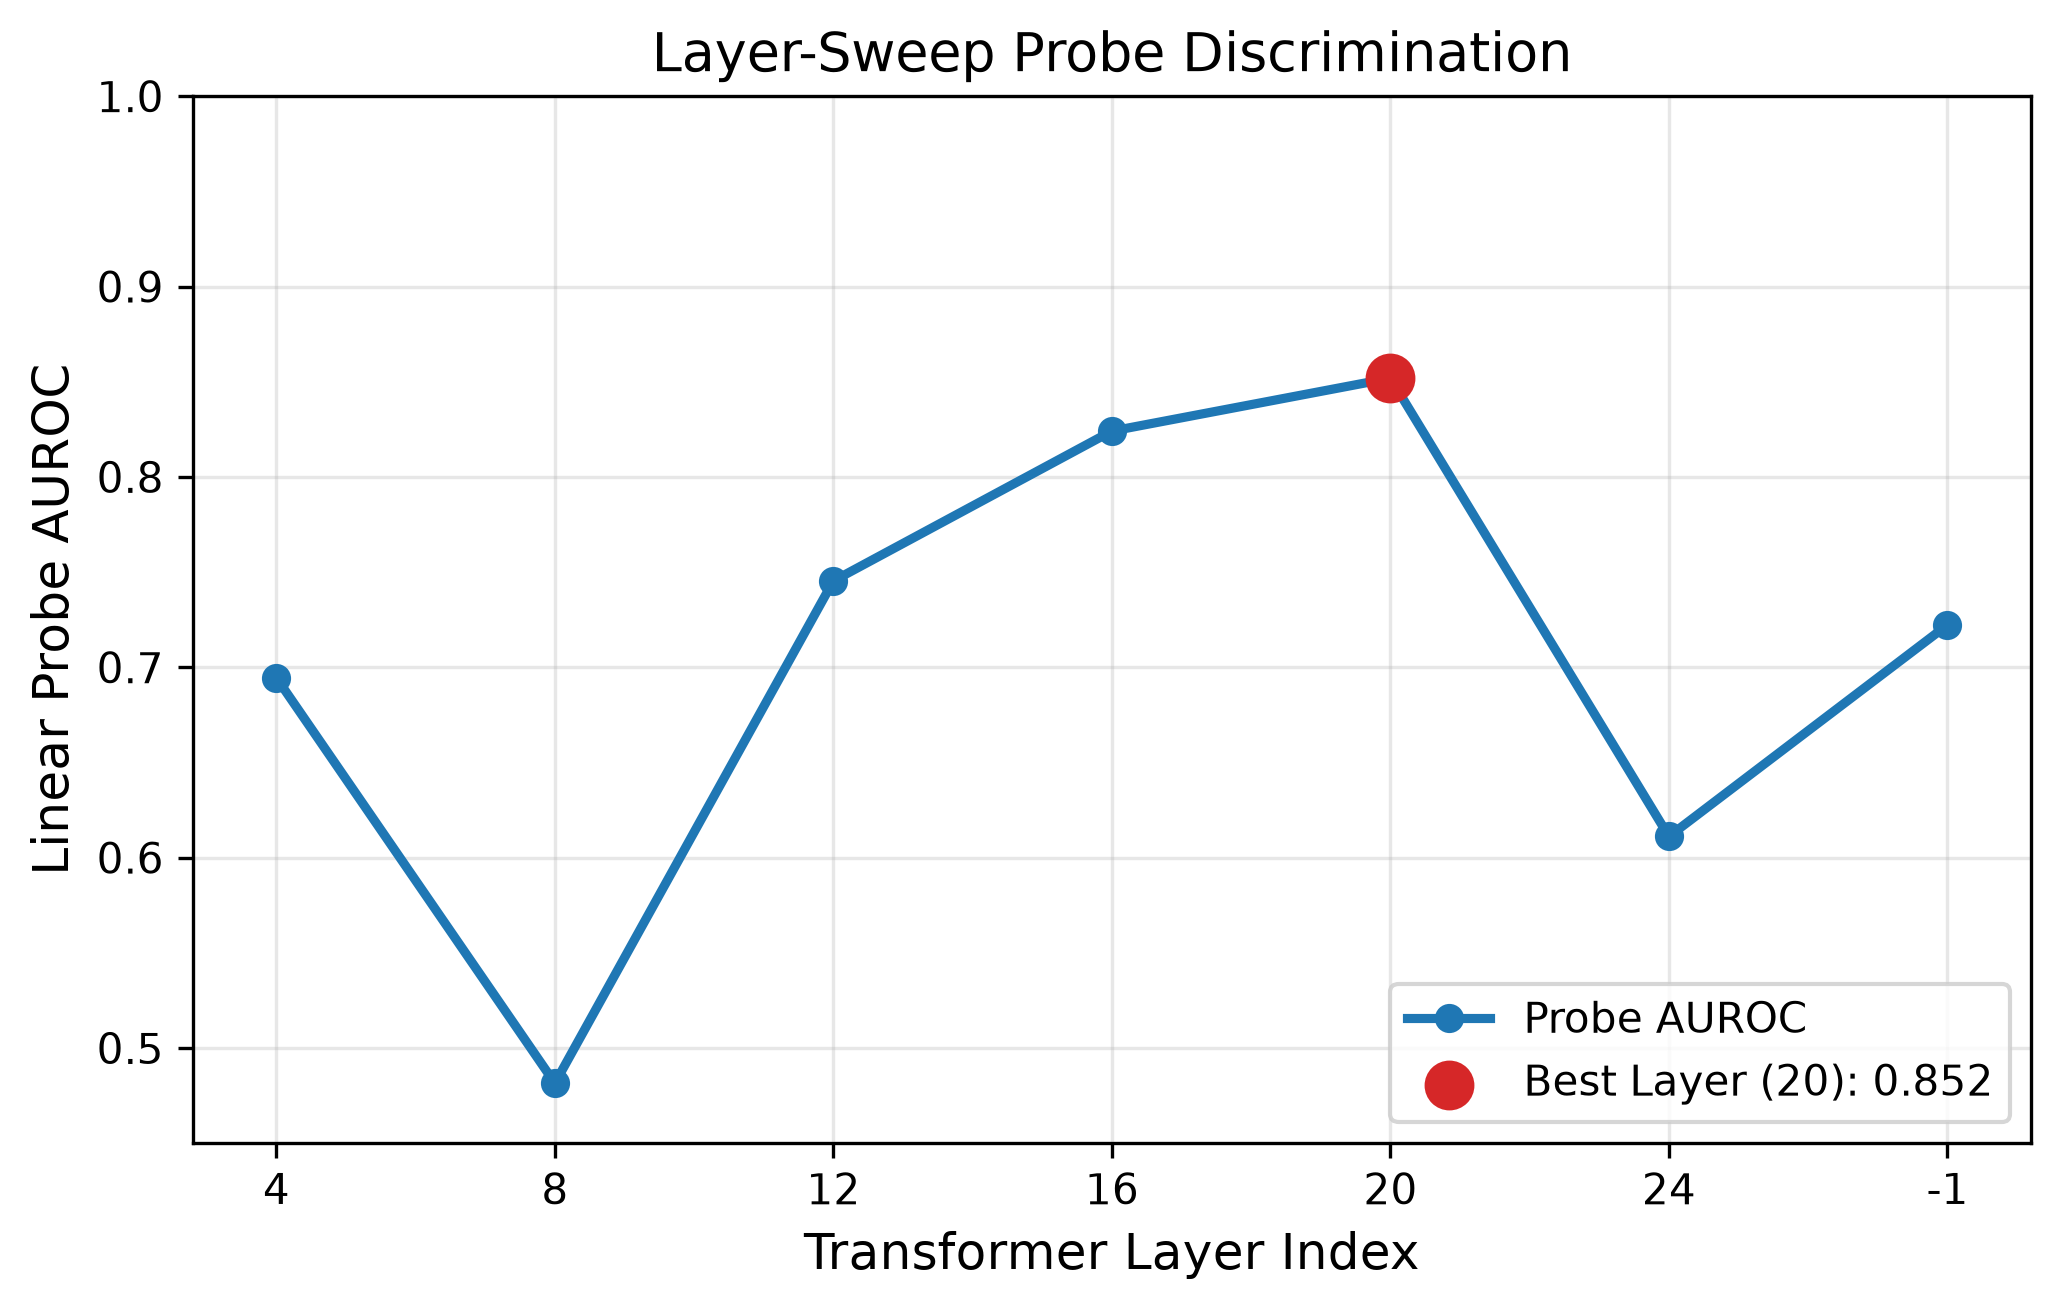 Layer-Sweep Probe Discrimination
1.0
0.9
0.8
0.7
0.6
0.5
Linear Probe AUROC
Probe AUROC
Best Layer (20): 0.852
4 8 12 16 20 24 -1
Transformer Layer Index